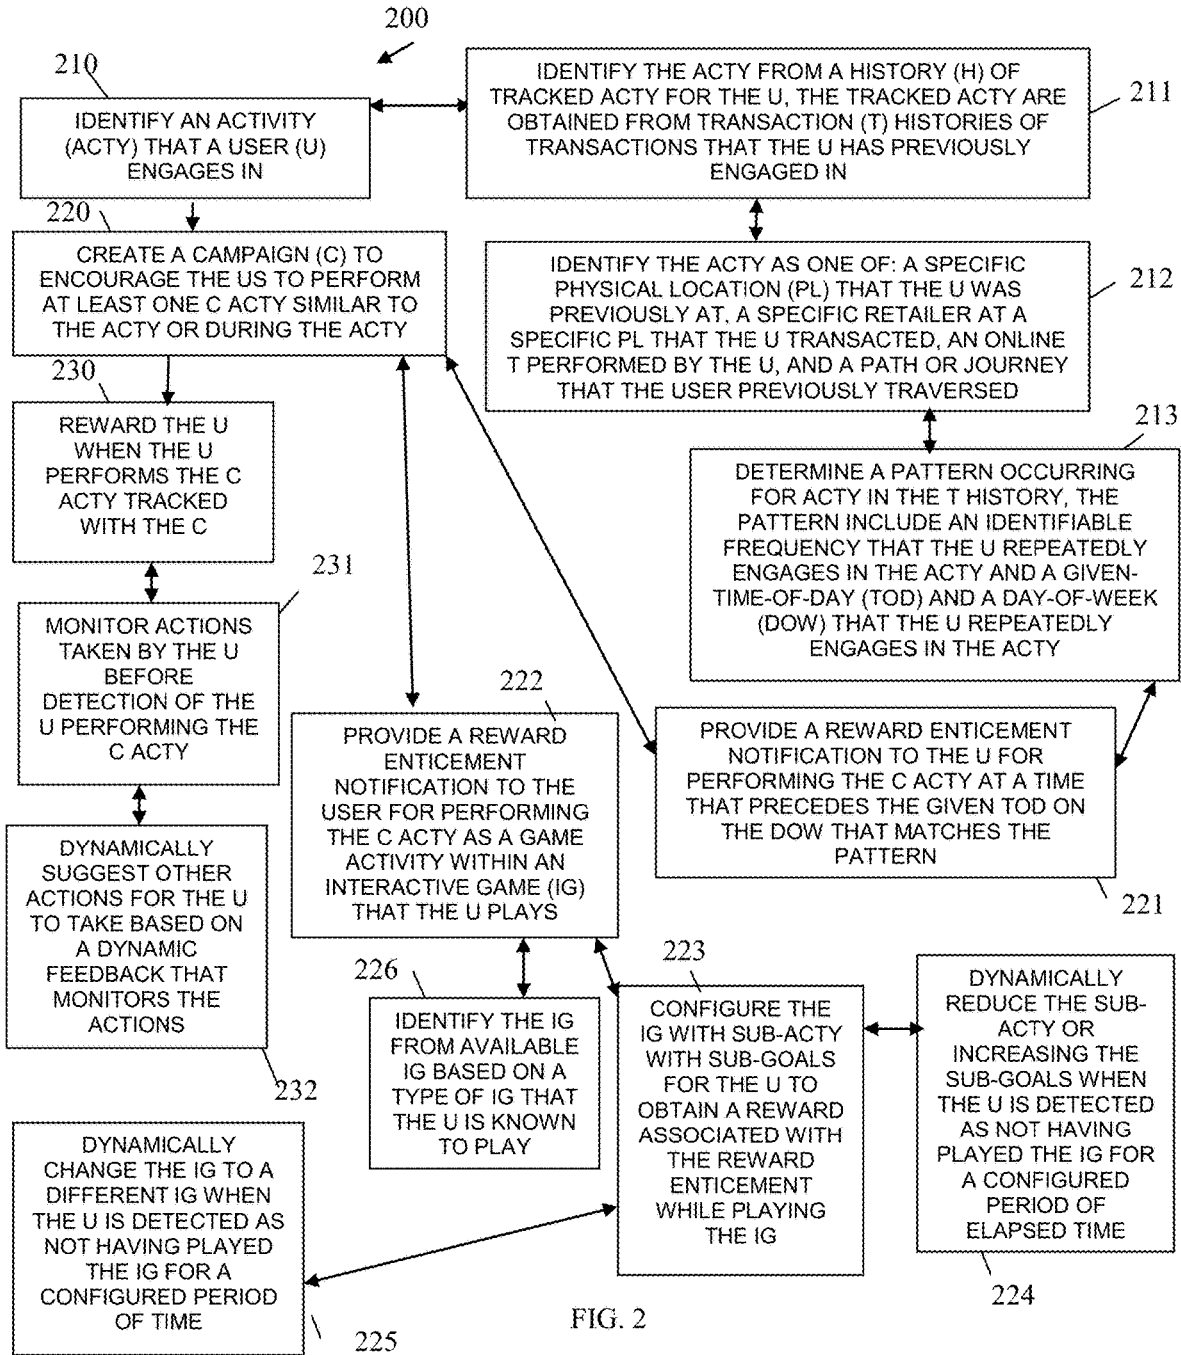 200
210
IDENTIFY AN ACTIVITY
(ACTY) THAT A USER (U)
ENGAGES IN
IDENTIFY THE ACTY FROM A HISTORY (H) OF
TRACKED ACTY FOR THE U, THE TRACKED ACTY ARE
OBTAINED FROM TRANSACTION (T) HISTORIES OF
TRANSACTIONS THAT THE U HAS PREVIOUSLY
ENGAGED IN
211
220
CREATE A CAMPAIGN (C) TO
ENCOURAGE THE US TO PERFORM
AT LEAST ONE C ACTY SIMILAR TO
THE ACTY OR DURING THE ACTY
IDENTIFY THE ACTY AS ONE OF: A SPECIFIC
PHYSICAL LOCATION (PL) THAT THE U WAS
PREVIOUSLY AT, A SPECIFIC RETAILER AT A
SPECIFIC PL THAT THE U TRANSACTED, AN ONLINE
T PERFORMED BY THE U, AND A PATH OR JOURNEY
THAT THE USER PREVIOUSLY TRAVERSED
212
230
REWARD THE U
WHEN THE U
PERFORMS THE C
ACTY TRACKED
WITH THE C
213
DETERMINE A PATTERN OCCURRING
FOR ACTY IN THE T HISTORY, THE
PATTERN INCLUDE AN IDENTIFIABLE
FREQUENCY THAT THE U REPEATEDLY
ENGAGES IN THE ACTY AND A GIVEN-
TIME-OF-DAY (TOD) AND A DAY-OF-WEEK
(DOW) THAT THE U REPEATEDLY
ENGAGES IN THE ACTY
231
MONITOR ACTIONS
TAKEN BY THE U
BEFORE
DETECTION OF THE
U PERFORMING THE
C ACTY
222
PROVIDE A REWARD
ENTICEMENT
NOTIFICATION TO THE
USER FOR PERFORMING
THE C ACTY AS A GAME
ACTIVITY WITHIN AN
INTERACTIVE GAME (IG)
THAT THE U PLAYS
PROVIDE A REWARD ENTICEMENT
NOTIFICATION TO THE U FOR
PERFORMING THE C ACTY AT A TIME
THAT PRECEDES THE GIVEN TOD ON
THE DOW THAT MATCHES THE
PATTERN
221
DYNAMICALLY
SUGGEST OTHER
ACTIONS FOR THE U
TO TAKE BASED ON
A DYNAMIC
FEEDBACK THAT
MONITORS THE
ACTIONS
232
226
IDENTIFY THE IG
FROM AVAILABLE
IG BASED ON A
TYPE OF IG THAT
THE U IS KNOWN
TO PLAY
223
CONFIGURE THE
IG WITH SUB-ACTY
WITH SUB-GOALS
FOR THE U TO
OBTAIN A REWARD
ASSOCIATED WITH
THE REWARD
ENTICEMENT
WHILE PLAYING
THE IG
DYNAMICALLY
REDUCE THE SUB-
ACTY OR
INCREASING THE
SUB-GOALS WHEN
THE U IS DETECTED
AS NOT HAVING
PLAYED THE IG FOR
A CONFIGURED
PERIOD OF
ELAPSED TIME
224
DYNAMICALLY
CHANGE THE IG TO A
DIFFERENT IG WHEN
THE U IS DETECTED AS
NOT HAVING PLAYED
THE IG FOR A
CONFIGURED PERIOD
OF TIME
225
FIG. 2